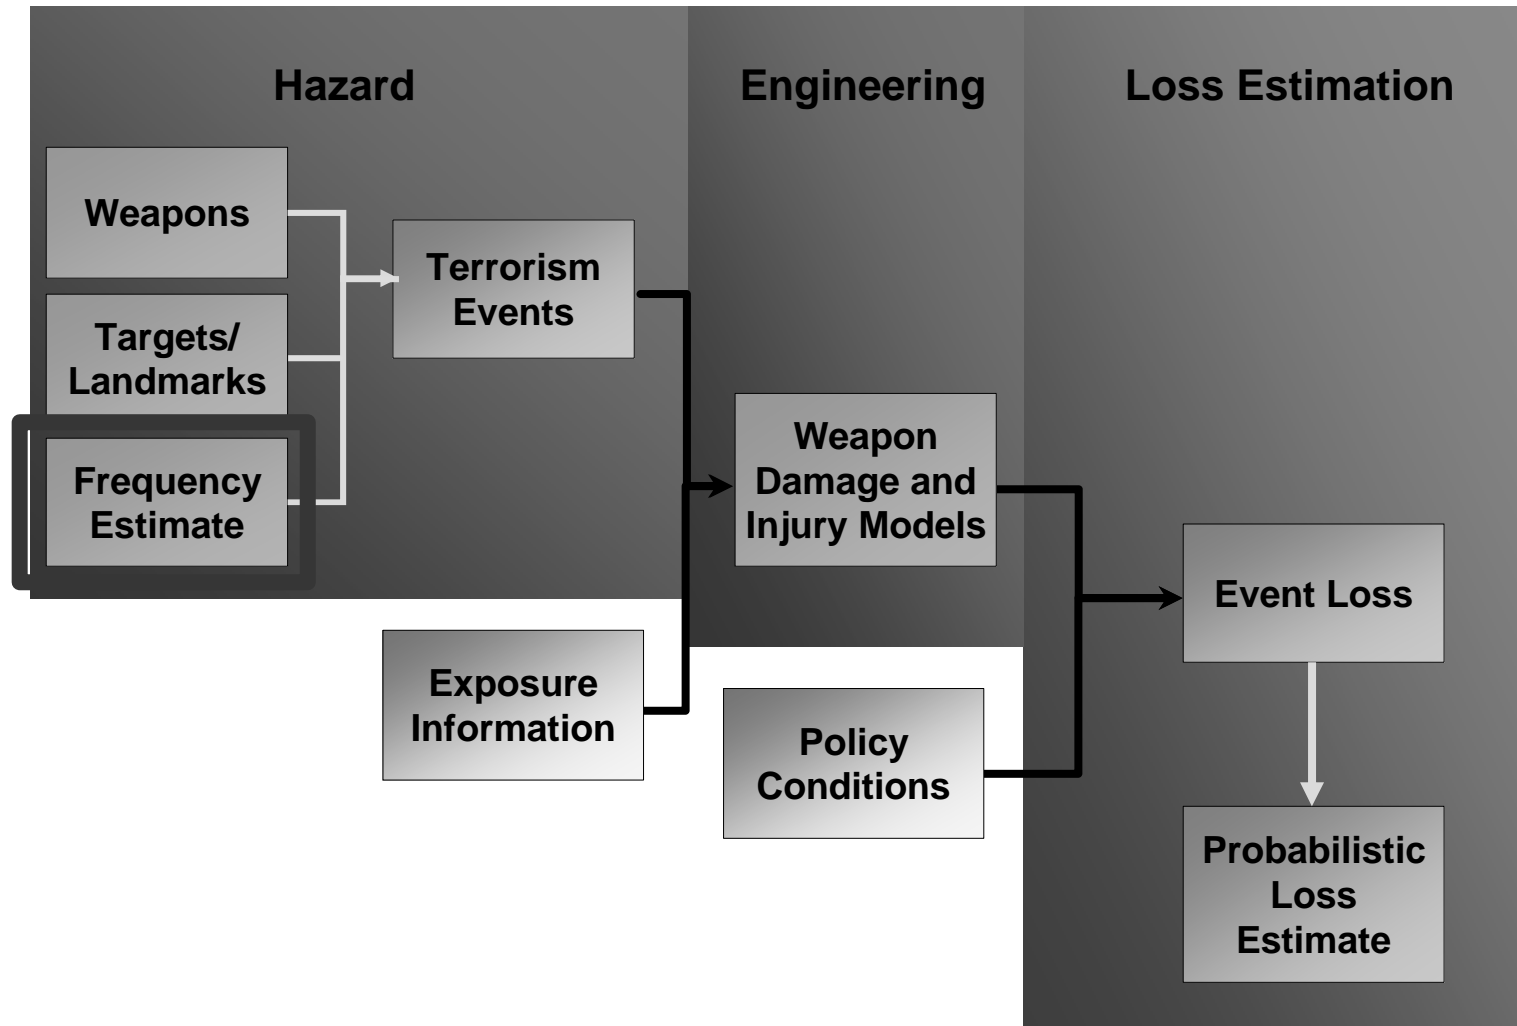 Hazard
Engineering
Loss Estimation
Weapons
Terrorism
Events
Targets/
Landmarks
Frequency
Estimate
Weapon
Damage and
Injury Models
Exposure
Information
Policy
Conditions
Event Loss
Probabilistic
Loss
Estimate